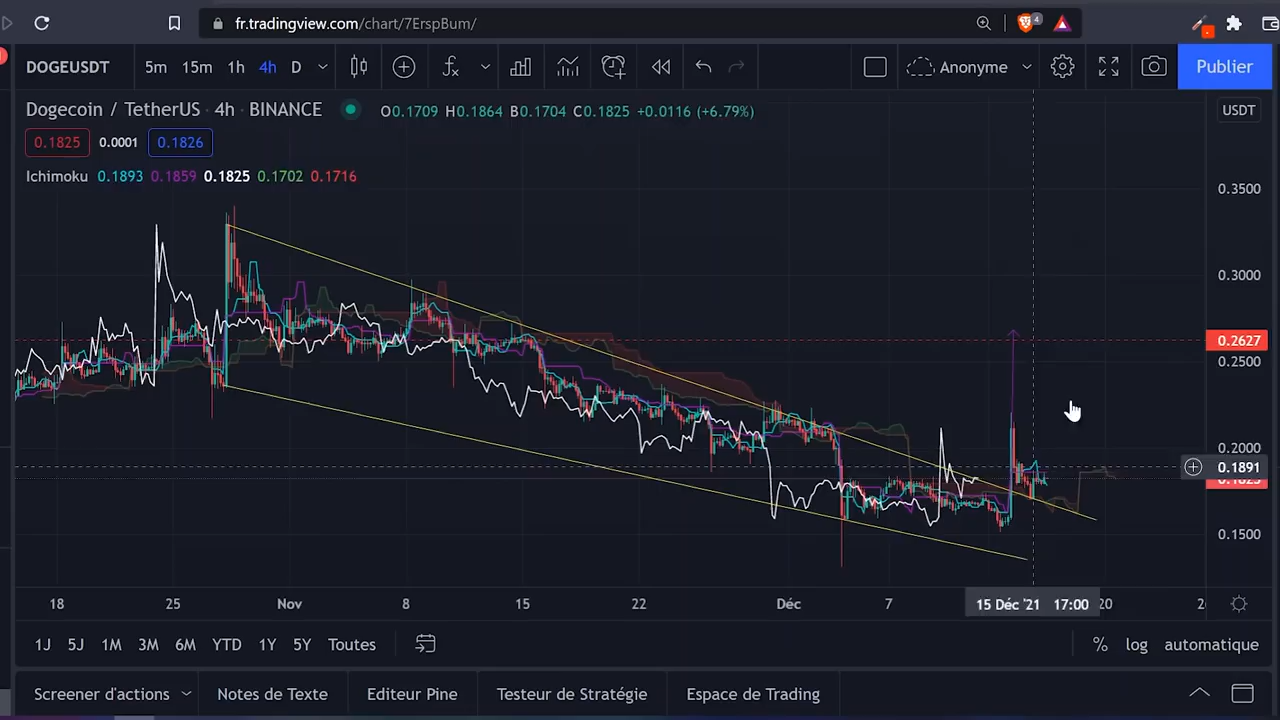 fr.tradingview.com/chart/7ErspBum/
4
DOGEUSDT 5m 15m 1h 4h D Anonyme Publier
Dogecoin / TetherUS · 4h · BINANCE O0.1709 H0.1864 B0.1704 C0.1825 +0.0116 (+6.79%) USDT
0.1825 0.0001 0.1826
Ichimoku 0.1893 0.1859 0.1825 0.1702 0.1716
0.3500
0.3000
0.2627
0.2500
0.2000
0.1891
0.1825
0.1500
18 25 Nov 8 15 22 Déc 7 15 Déc '21 17:00 20
1J 5J 1M 3M 6M YTD 1Y 5Y Toutes % log automatique
Screener d'actions Notes de Texte Editeur Pine Testeur de Stratégie Espace de Trading